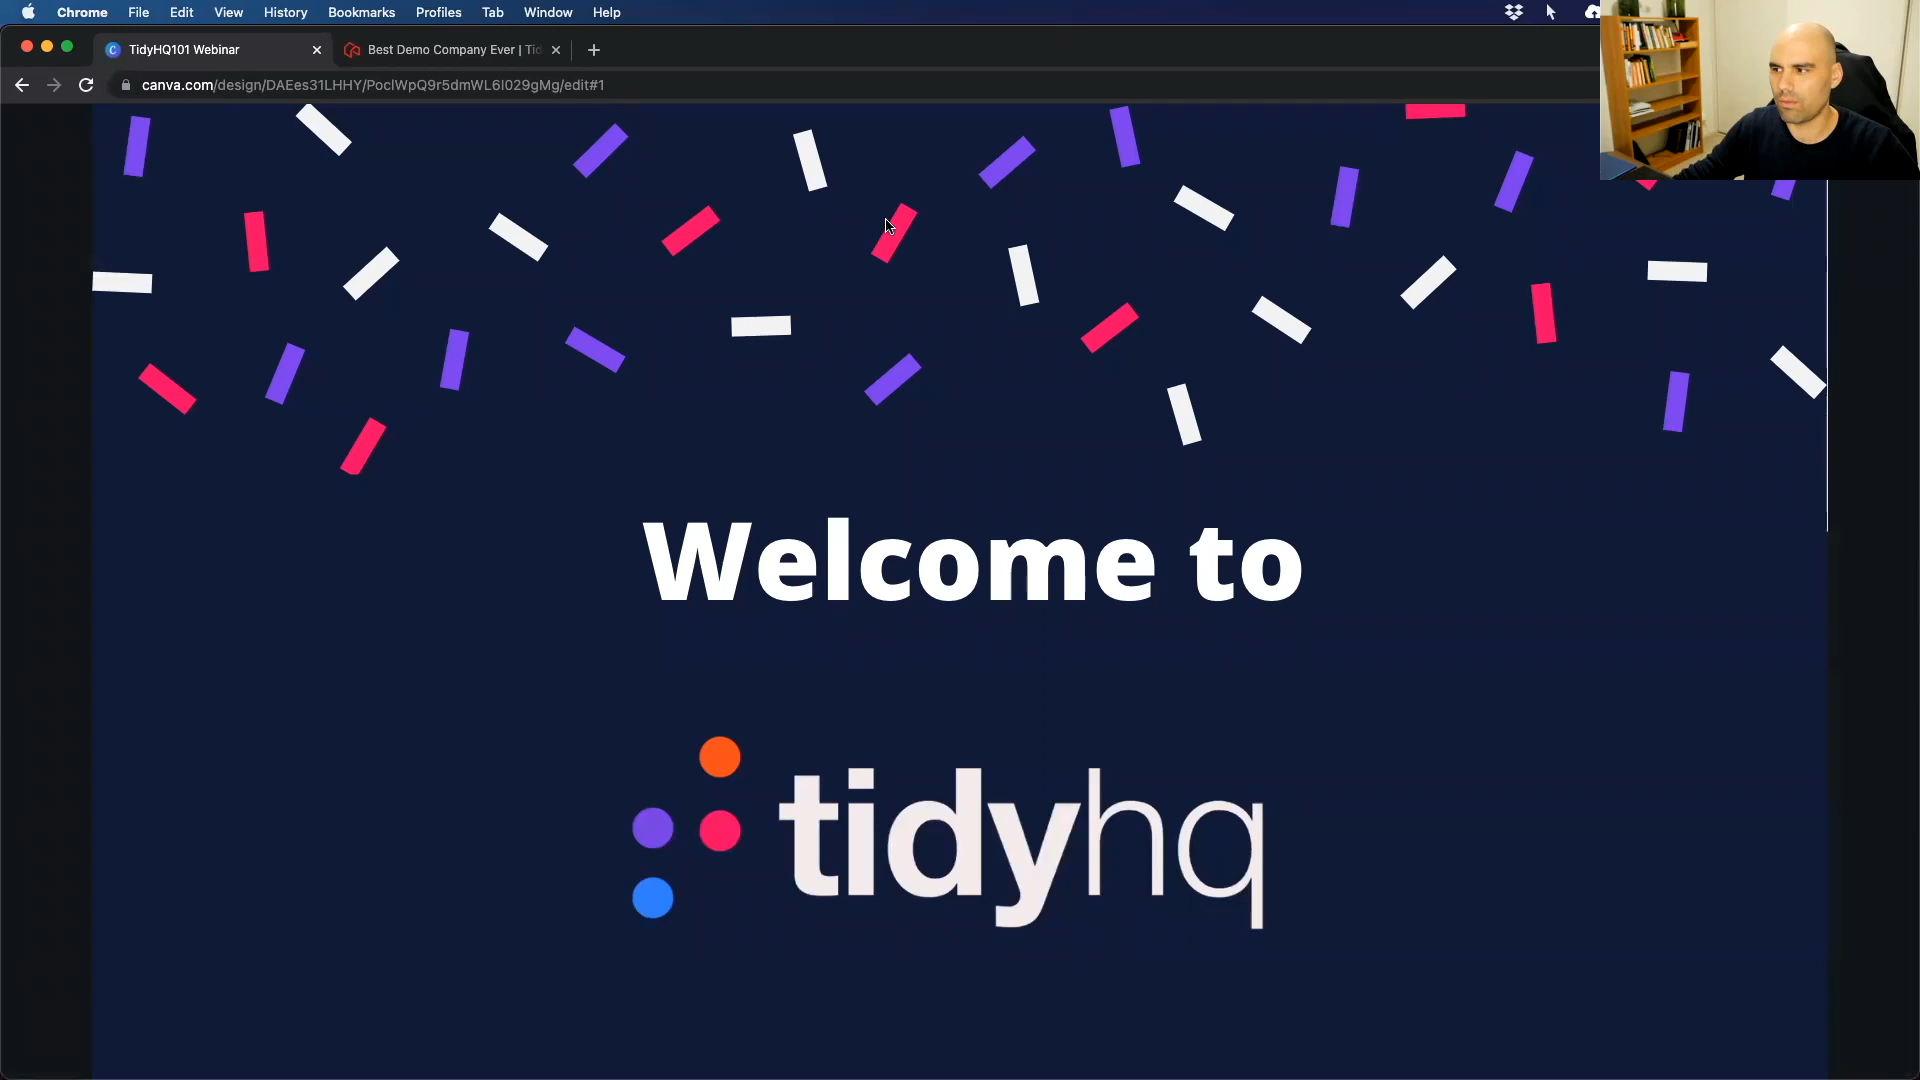 Chrome File Edit View History Bookmarks Profiles Tab Window Help
TidyHQ101 Webinar
Best Demo Company Ever | Tid
canva.com/design/DAEes31LHHY/PoclWpQ9r5dmWL6I029gMg/edit#1
Welcome to
tidyhq